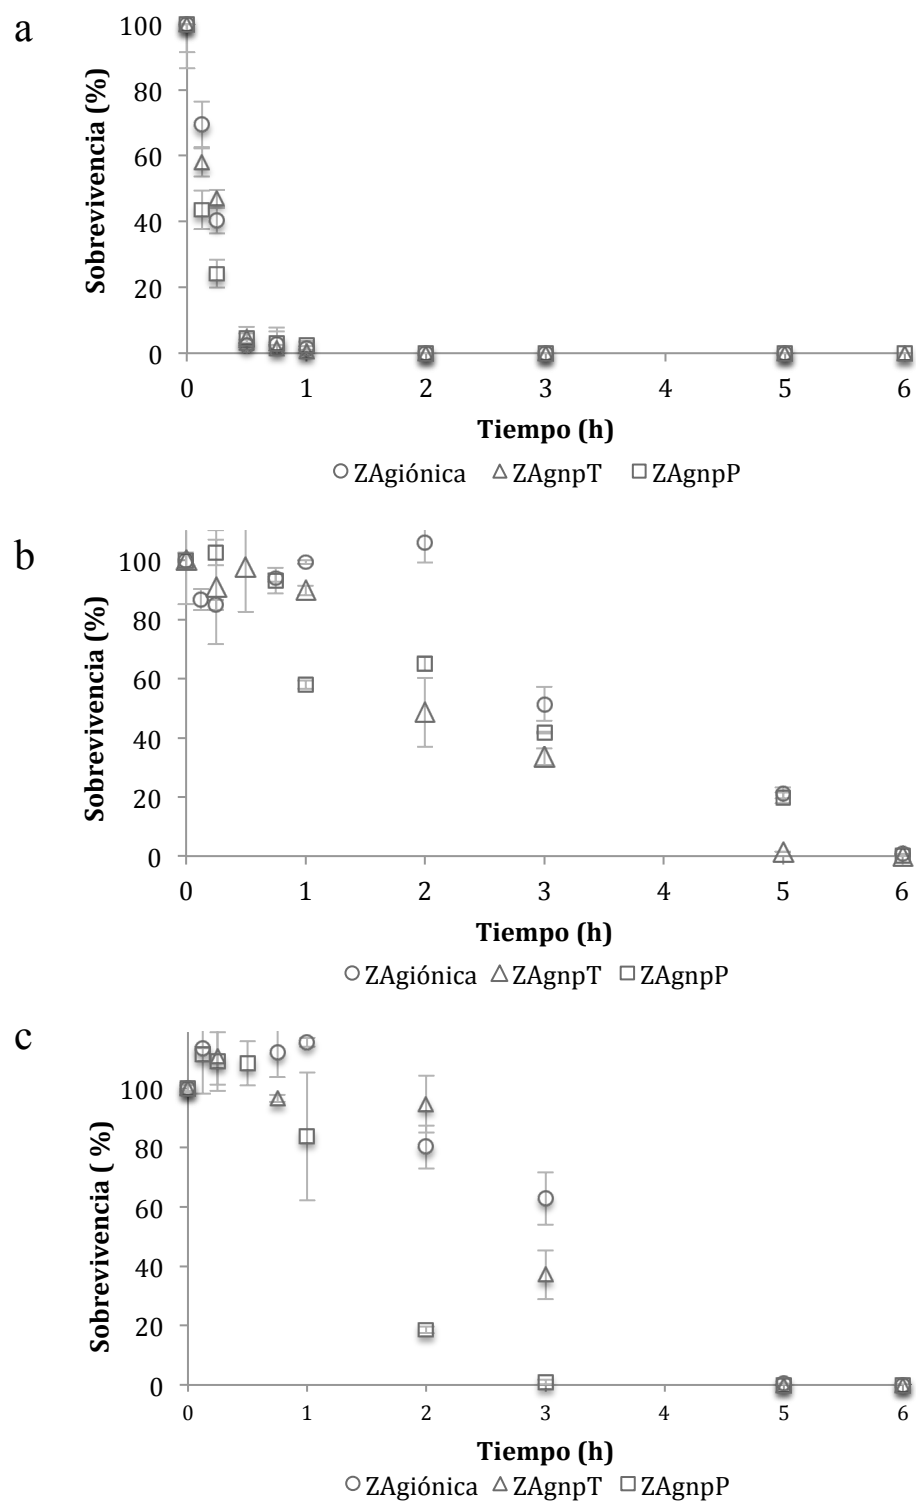 a
100
80
60
40
20
0
0 1 2 3 4 5 6
Sobrevivencia (%)
Tiempo (h)
ZAgiónica ZAgnpT ZAgnpP
b
100
80
60
40
20
0
0 1 2 3 4 5 6
Sobrevivencia (%)
Tiempo (h)
ZAgiónica ZAgnpT ZAgnpP
c
100
80
60
40
20
0
0 1 2 3 4 5 6
Sobrevivencia ( %)
Tiempo (h)
ZAgiónica ZAgnpT ZAgnpP